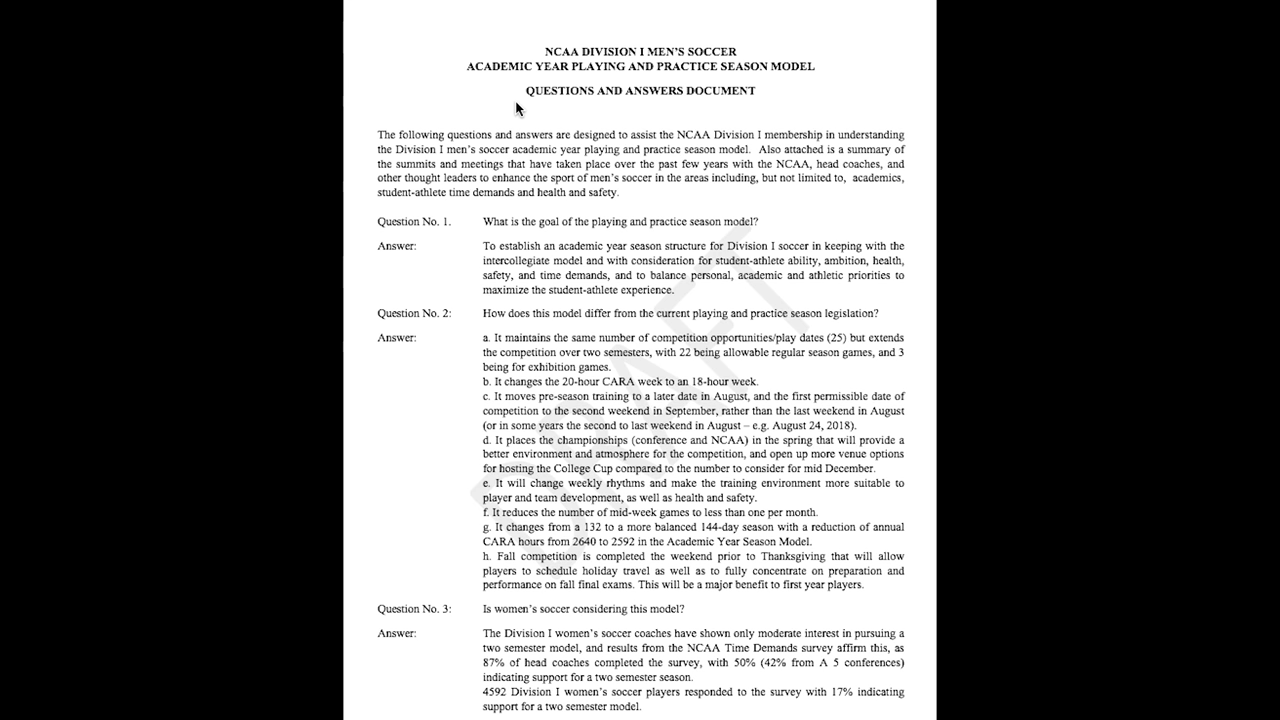 NCAA DIVISION I MEN'S SOCCER
ACADEMIC YEAR PLAYING AND PRACTICE SEASON MODEL
QUESTIONS AND ANSWERS DOCUMENT
The following questions and answers are designed to assist the NCAA Division I membership in understanding
the Division I men's soccer academic year playing and practice season model. Also attached is a summary of
the summits and meetings that have taken place over the past few years with the NCAA, head coaches, and
other thought leaders to enhance the sport of men's soccer in the areas including, but not limited to, academics,
student-athlete time demands and health and safety.
Question No. 1. What is the goal of the playing and practice season model?
Answer: To establish an academic year season structure for Division I soccer in keeping with the
intercollegiate model and with consideration for student-athlete ability, ambition, health,
safety, and time demands, and to balance personal, academic and athletic priorities to
maximize the student-athlete experience.
Question No. 2: How does this model differ from the current playing and practice season legislation?
Answer: a. It maintains the same number of competition opportunities/play dates (25) but extends
the competition over two semesters, with 22 being allowable regular season games, and 3
being for exhibition games.
b. It changes the 20-hour CARA week to an 18-hour week.
c. It moves pre-season training to a later date in August, and the first permissible date of
competition to the second weekend in September, rather than the last weekend in August
(or in some years the second to last weekend in August – e.g. August 24, 2018).
d. It places the championships (conference and NCAA) in the spring that will provide a
better environment and atmosphere for the competition, and open up more venue options
for hosting the College Cup compared to the number to consider for mid December.
e. It will change weekly rhythms and make the training environment more suitable to
player and team development, as well as health and safety.
f. It reduces the number of mid-week games to less than one per month.
g. It changes from a 132 to a more balanced 144-day season with a reduction of annual
CARA hours from 2640 to 2592 in the Academic Year Season Model.
h. Fall competition is completed the weekend prior to Thanksgiving that will allow
players to schedule holiday travel as well as to fully concentrate on preparation and
performance on fall final exams. This will be a major benefit to first year players.
Question No. 3: Is women's soccer considering this model?
Answer: The Division I women's soccer coaches have shown only moderate interest in pursuing a
two semester model, and results from the NCAA Time Demands survey affirm this, as
87% of head coaches completed the survey, with 50% (42% from A 5 conferences)
indicating support for a two semester season.
4592 Division I women's soccer players responded to the survey with 17% indicating
support for a two semester model.
DRAFT